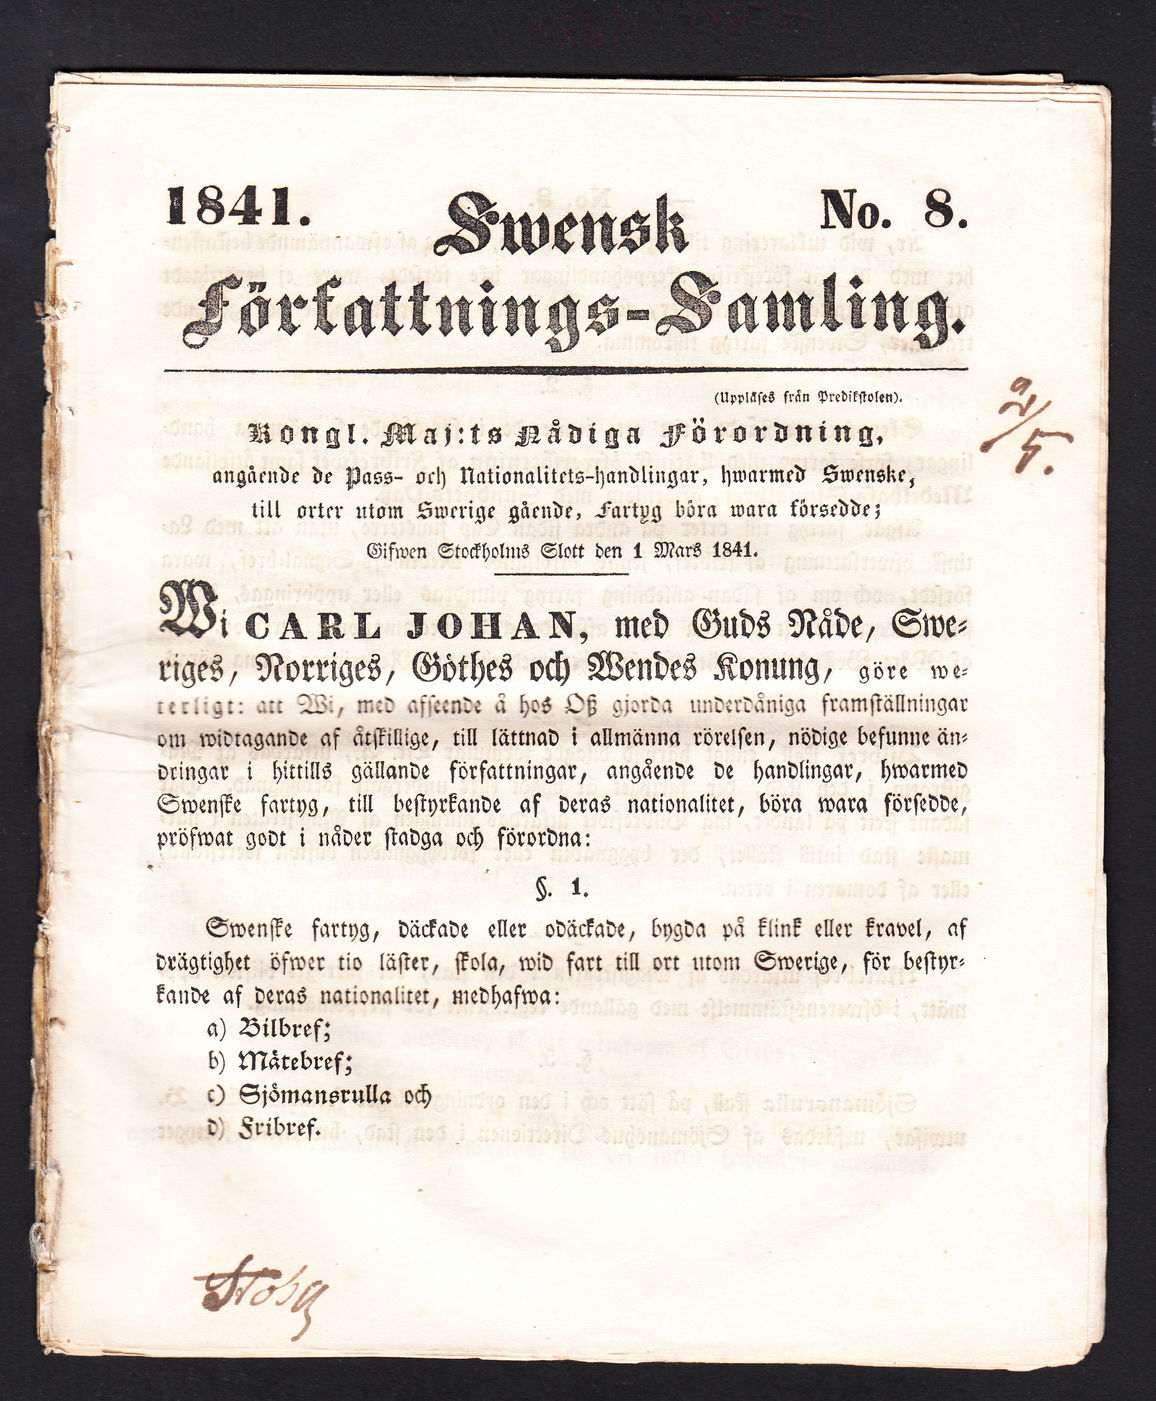 1841.
Swensk
No. 8.
Författnings-Samling.
(Uppläses från Predikstolen).
Kongl. Maj:ts Nådiga Förordning,
angående de Pass- och Nationalitets-handlingar, hwarmed Swenske,
till orter utom Swerige gående, Fartyg böra wara försedde;
Gifwen Stockholms Slott den 1 Mars 1841.
Wi CARL JOHAN, med Guds Nåde, Swe-
riges, Norriges, Göthes och Wendes Konung, göre we-
terligt: att Wi, med afseende å hos Oß gjorda underdåniga framställningar
om widtagande af åtskillige, till lättnad i allmänna rörelsen, nödige befunne än-
dringar i hittills gällande författningar, angående de handlingar, hwarmed
Swenske fartyg, till bestyrkande af deras nationalitet, böra wara försedde,
pröfwat godt i nåder stadga och förordna:
§. 1.
Swenske fartyg, däckade eller odäckade, bygda på klink eller kravel, af
drägtighet öfwer tio läster, skola, wid fart till ort utom Swerige, för bestyr-
kande af deras nationalitet, medhafwa:
a) Bilbref;
b) Mätebref;
c) Sjömansrulla och
d) Fribref.